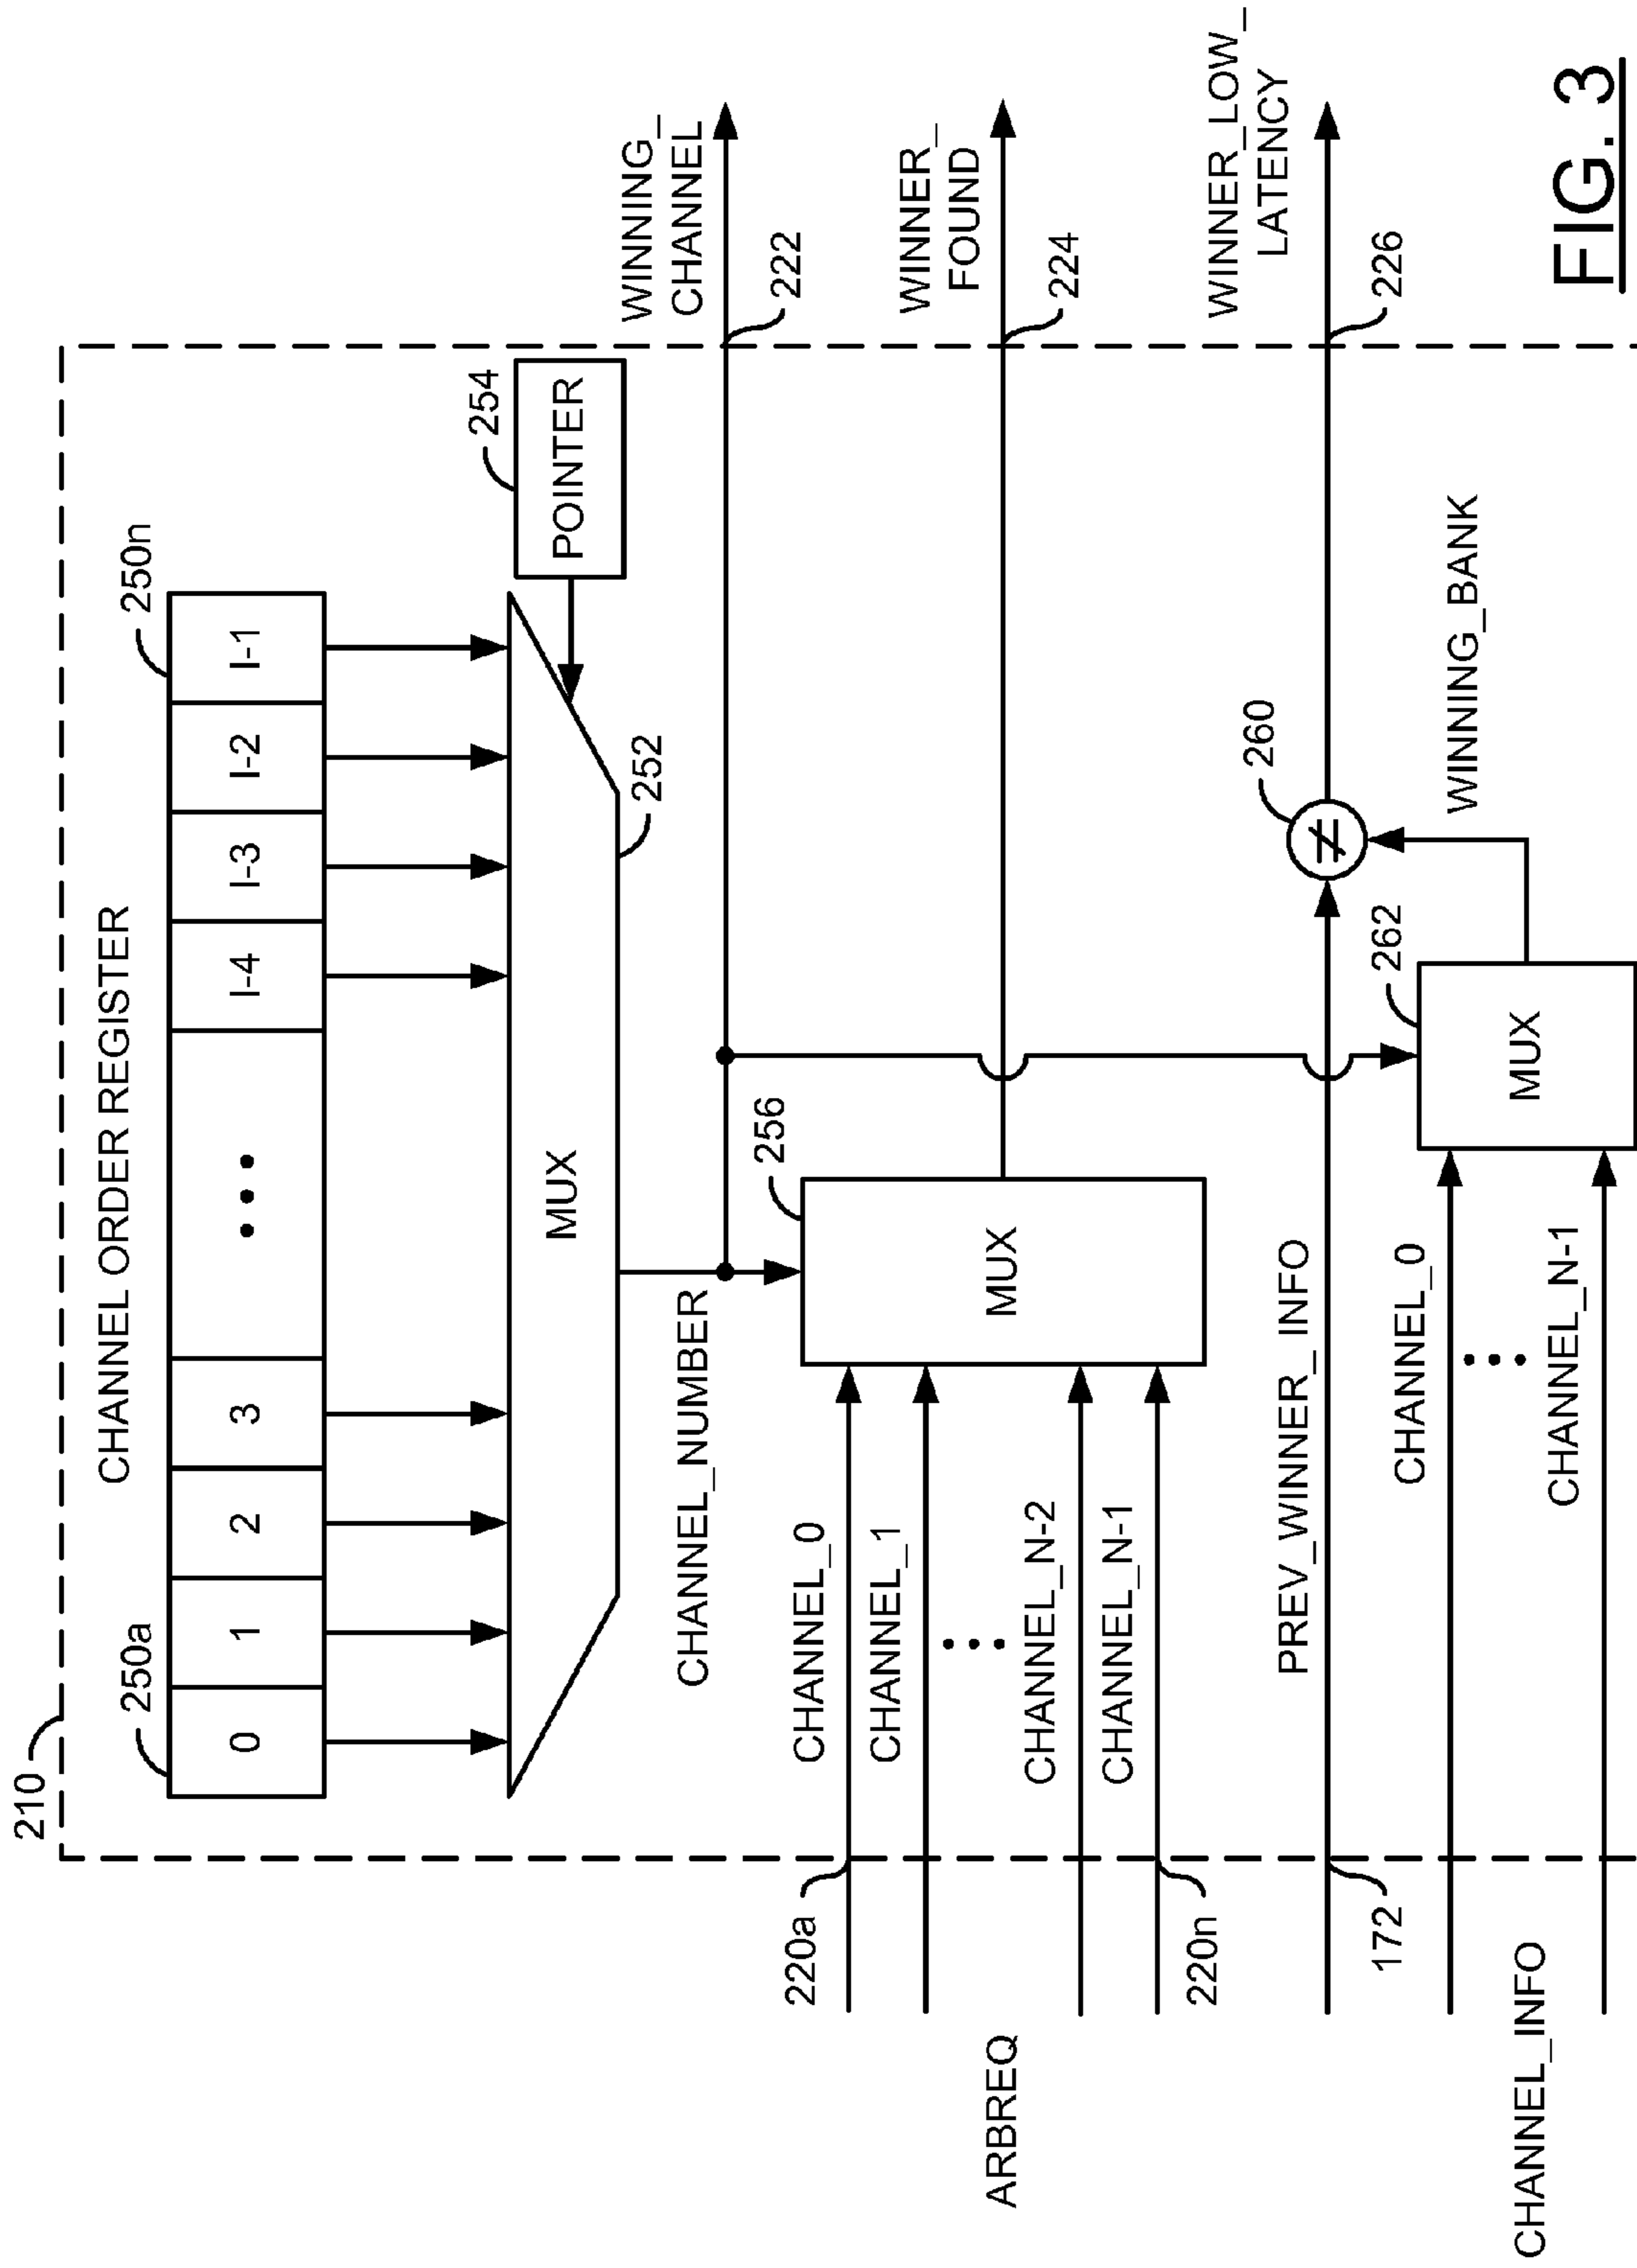 210
CHANNEL ORDER REGISTER
250a
250n
0
1
2
3
I-4
I-3
I-2
I-1
254
POINTER
MUX
252
CHANNEL_NUMBER
WINNING_
CHANNEL
222
220a
CHANNEL_0
256
CHANNEL_1
MUX
WINNER_
FOUND
224
ARBREQ
CHANNEL_N-2
CHANNEL_N-1
220n
PREV_WINNER_INFO
260
≠
WINNER_LOW_
LATENCY
226
172
262
CHANNEL_0
MUX
WINNING_BANK
CHANNEL_INFO
CHANNEL_N-1
FIG. 3